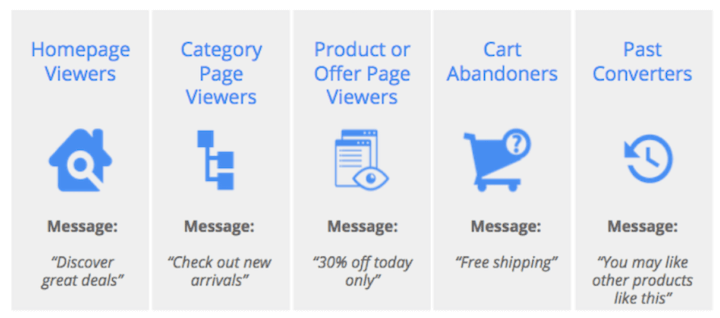 Homepage
Viewers
Message:
“Discover
great deals”
Category
Page
Viewers
Message:
“Check out new
arrivals”
Product or
Offer Page
Viewers
Message:
“30% off today
only”
Cart
Abandoners
?
Message:
“Free shipping”
Past
Converters
Message:
“You may like
other products
like this”